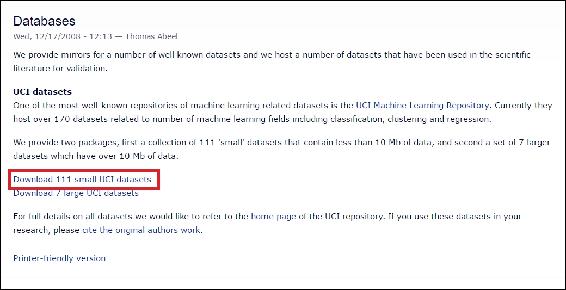 Databases
Wed, 12/17/2008 - 12:13 — Thomas Abeel
We provide mirrors for a number of well known datasets and we host a number of datasets that have been used in the scientific
literature for validation.
UCI datasets
One of the most well-known repositories of machine learning related datasets is the UCI Machine Learning Repository. Currently they
host over 170 datasets related to number of machine learning fields including classification, clustering and regression.
We provide two packages, first a collection of 111 'small' datasets that contain less than 10 Mb of data, and second a set of 7 larger
datasets which have over 10 Mb of data.
Download 111 small UCI datasets
Download 7 large UCI datasets
For full details on all datasets we would like to refer to the home page of the UCI repository. If you use these datasets in your
research, please cite the original authors work.
Printer-friendly version